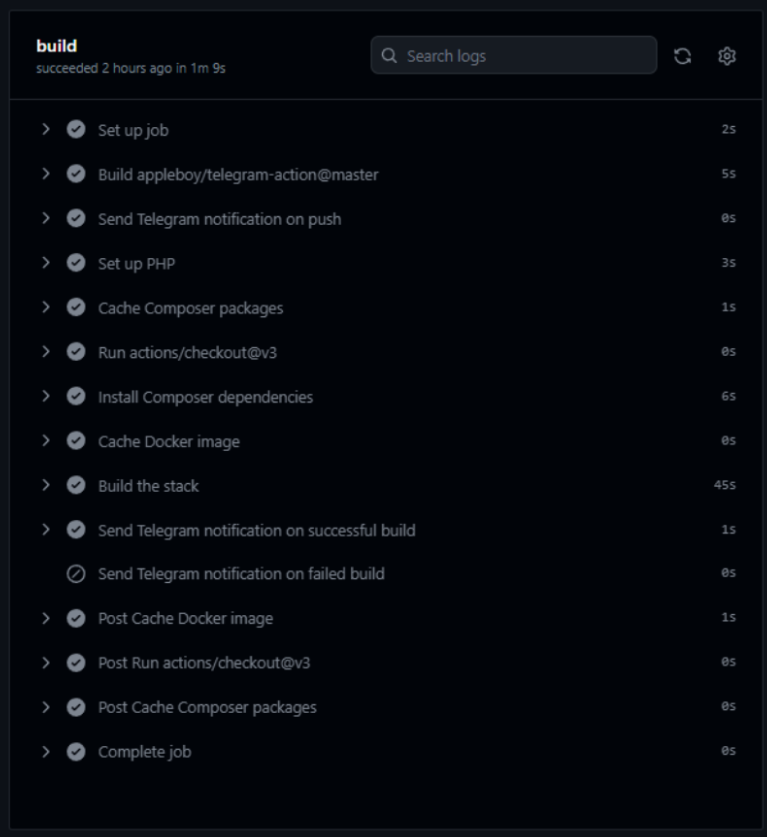 build
succeeded 2 hours ago in 1m 9s
Search logs
Set up job 2s
Build appleboy/telegram-action@master 5s
Send Telegram notification on push 0s
Set up PHP 3s
Cache Composer packages 1s
Run actions/checkout@v3 0s
Install Composer dependencies 6s
Cache Docker image 0s
Build the stack 45s
Send Telegram notification on successful build 1s
Send Telegram notification on failed build 0s
Post Cache Docker image 1s
Post Run actions/checkout@v3 0s
Post Cache Composer packages 0s
Complete job 0s